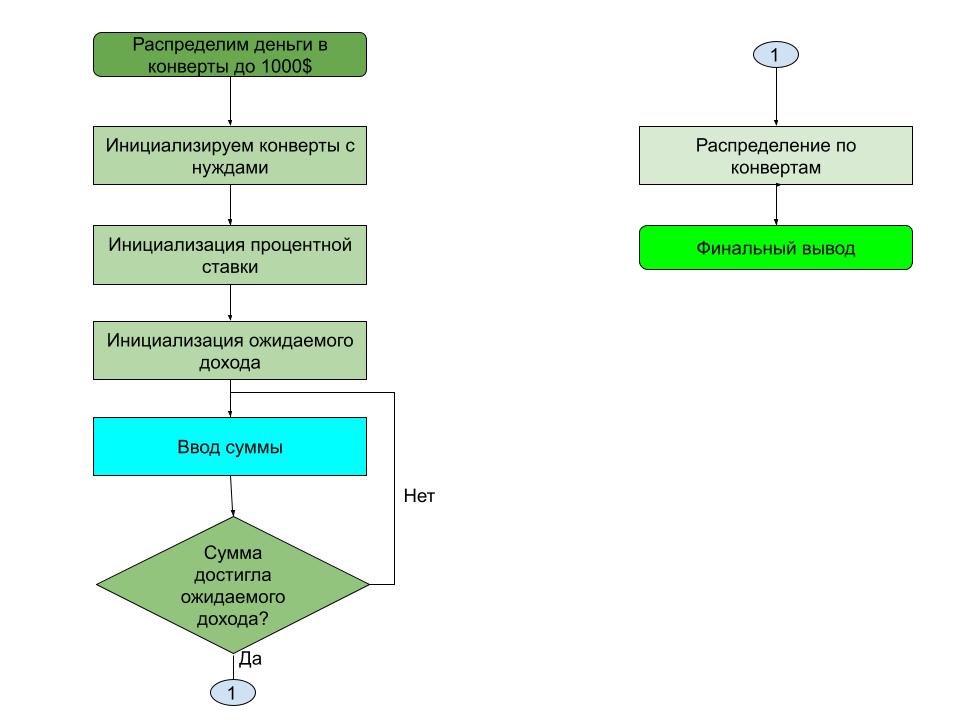 Распределим деньги в
конверты до 1000$
Инициализируем конверты с
нуждами
Инициализация процентной
ставки
Инициализация ожидаемого
дохода
Ввод суммы
Нет
Сумма
достигла
ожидаемого
дохода?
Да
1
1
Распределение по
конвертам
Финальный вывод